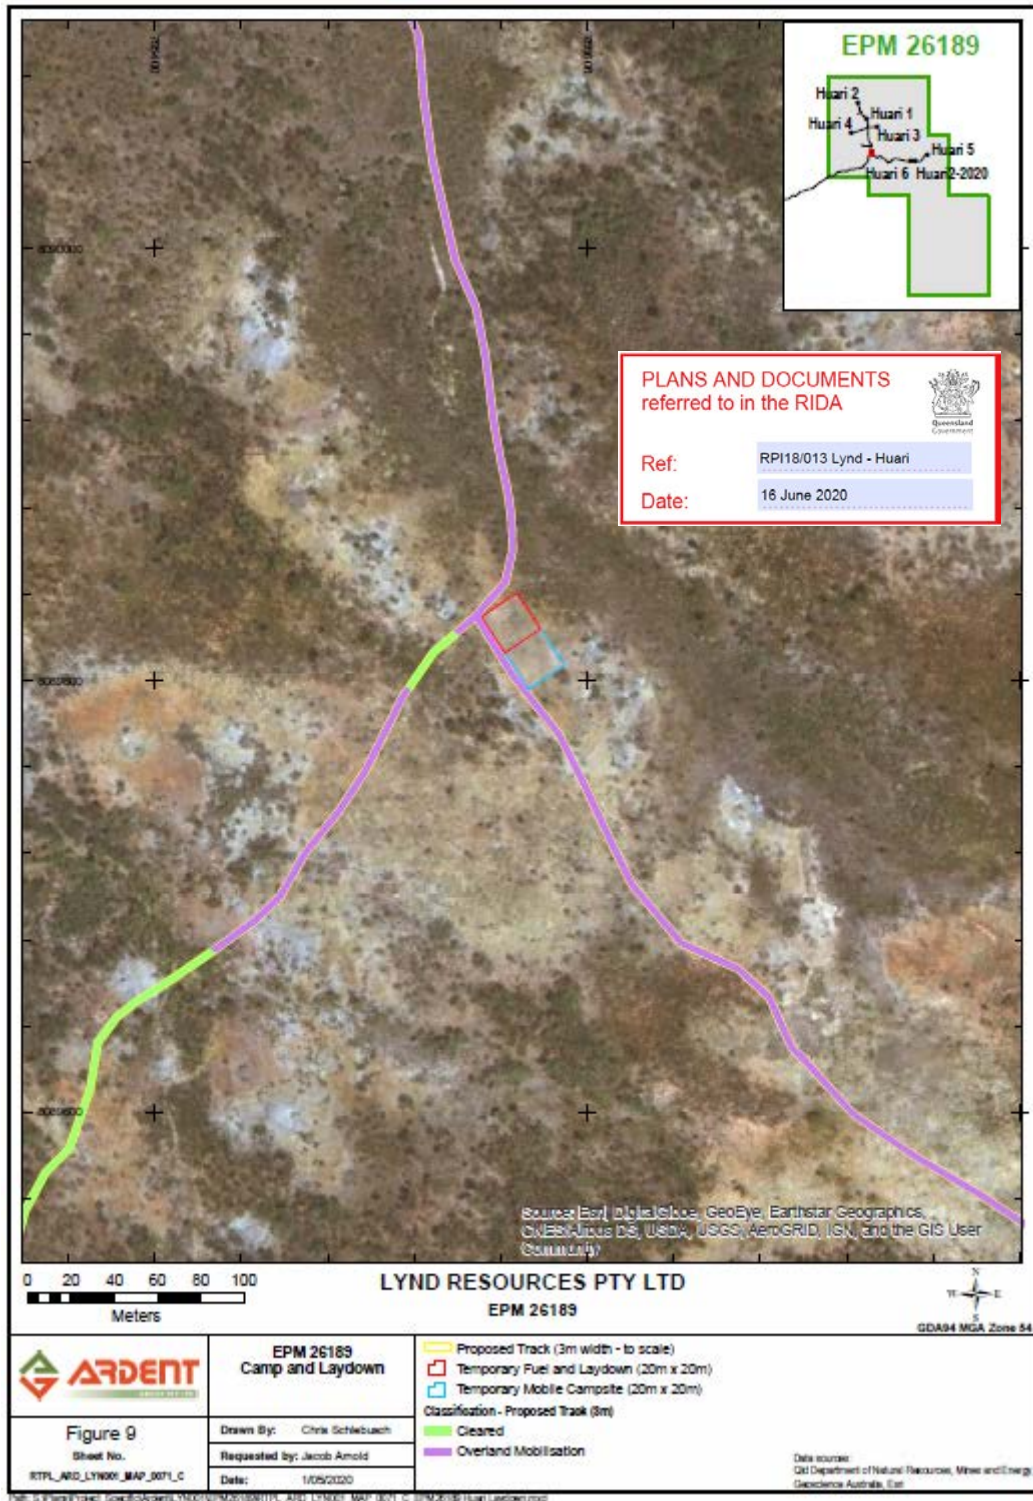 EPM 26189
Huari 2
Huari 1
Huari 4
Huari 3
Huari 5
Huari 6
Huari2-2020
PLANS AND DOCUMENTS
referred to in the RIDA
Queensland
Government
Ref:
RPI18/013 Lynd - Huari
Date:
16 June 2020
Source: Esri, DigitalGlobe, GeoEye, Earthstar Geographics,
CNES/Airbus DS, USDA, USGS, AeroGRID, IGN, and the GIS User
Community
0 20 40 60 80 100
Meters
LYND RESOURCES PTY LTD
EPM 26189
N
W
E
S
GDA94 MGA Zone 54
ARDENT
EPM 26189
Camp and Laydown
Figure 9
Sheet No.
RTPL_ARD_LYN001_MAP_0071_C
Drawn By: Chris Schlebusch
Requested by: Jacob Arnold
Date: 1/05/2020
Proposed Track (3m width - to scale)
Temporary Fuel and Laydown (20m x 20m)
Temporary Mobile Campsite (20m x 20m)
Classification - Proposed Track (3m)
Cleared
Overland Mobilisation
Data sources:
Qld Department of Natural Resources, Mines and Energy
Geoscience Australia, Esri